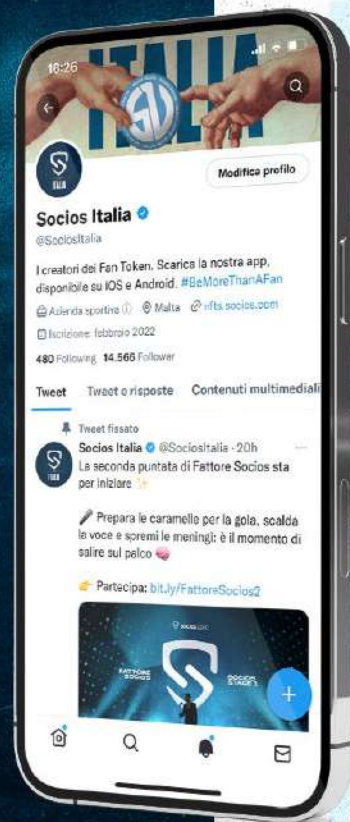 16:26
ITALIA
SU
ITALIA
Modifica profilo
Socios Italia
@SociosItalia
I creatori dei Fan Token. Scarica la nostra app,
disponibile su iOS e Android. #BeMoreThanAFan
Azienda sportiva Malta nfts.socios.com
Iscrizione: febbraio 2022
480 Following 14.566 Follower
Tweet Tweet e risposte Contenuti multimediali
Tweet fissato
Socios Italia @SociosItalia · 20h
La seconda puntata di Fattore Socios sta
per iniziare
Prepara le caramelle per la gola, scalda
la voce e spremi le meningi: è il momento di
salire sul palco
Partecipa: bit.ly/FattoreSocios2
FATTORE
SOCIOS
SOCIOS